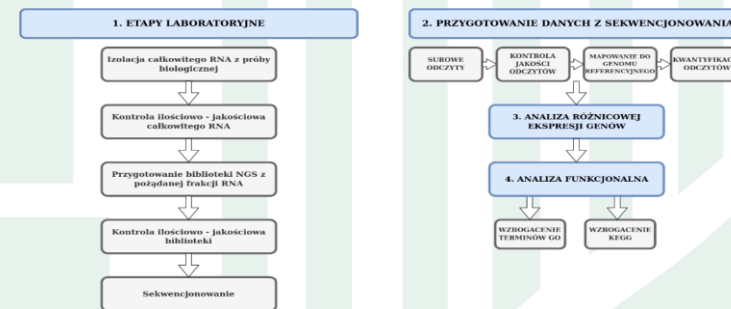 1. ETAPY LABORATORYJNE
Izolacja całkowitego RNA z próby
biologicznej
Kontrola ilościowo - jakościowa
całkowitego RNA
Przygotowanie biblioteki NGS z
pożądanej frakcji RNA
Kontrola ilościowo - jakościowa
biblioteki
Sekwencjonowanie
2. PRZYGOTOWANIE DANYCH Z SEKWENCJONOWANIA
SUROWE
ODCZYTY
KONTROLA
JAKOŚCI
ODCZYTÓW
MAPOWANIE DO
GENOMU
REFERENCYJNEGO
KWANTYFIKAC
ODCZYTÓW
3. ANALIZA RÓŻNICOWEJ
EKSPRESJI GENÓW
4. ANALIZA FUNKCJONALNA
WZBOGACENIE
TERMINÓW GO
WZBOGACENIE
KEGG